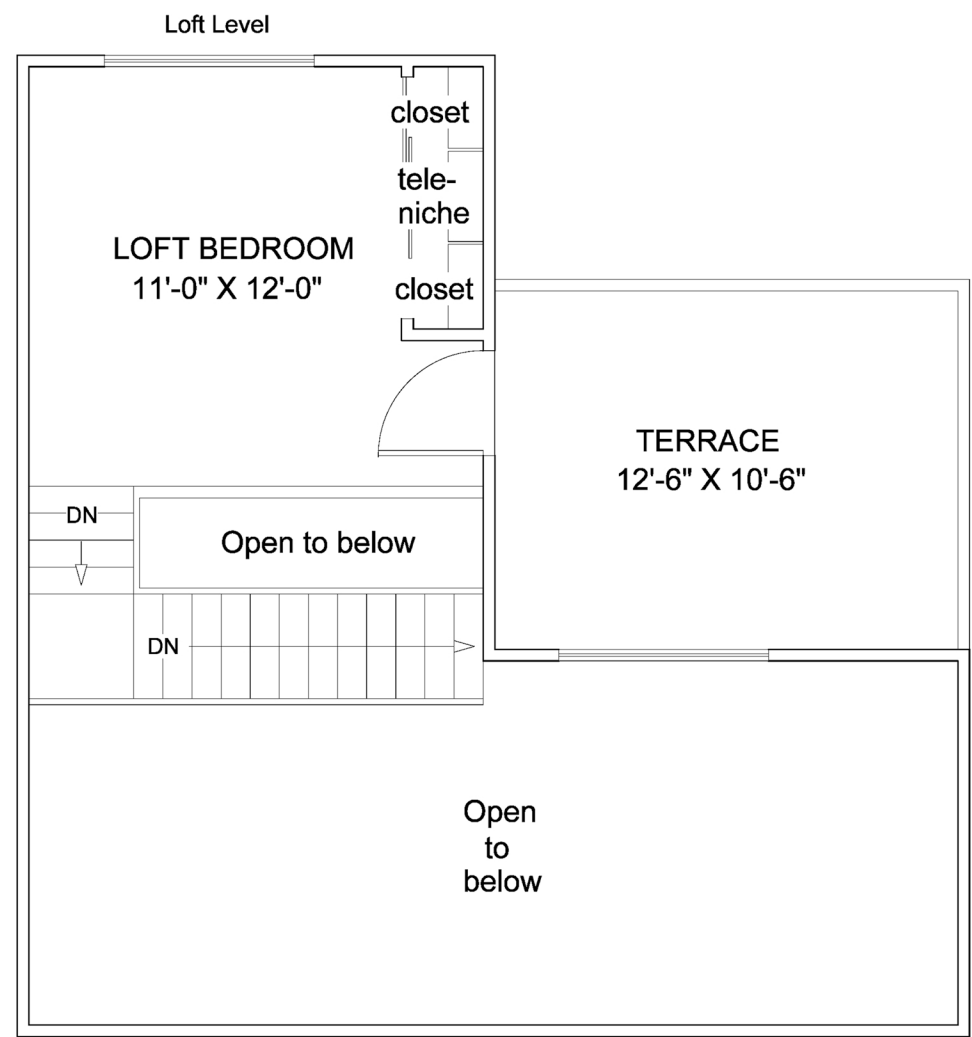 Loft Level
closet
tele-
niche
closet
LOFT BEDROOM
11'-0" X 12'-0"
TERRACE
12'-6" X 10'-6"
DN
Open to below
DN
Open
to
below